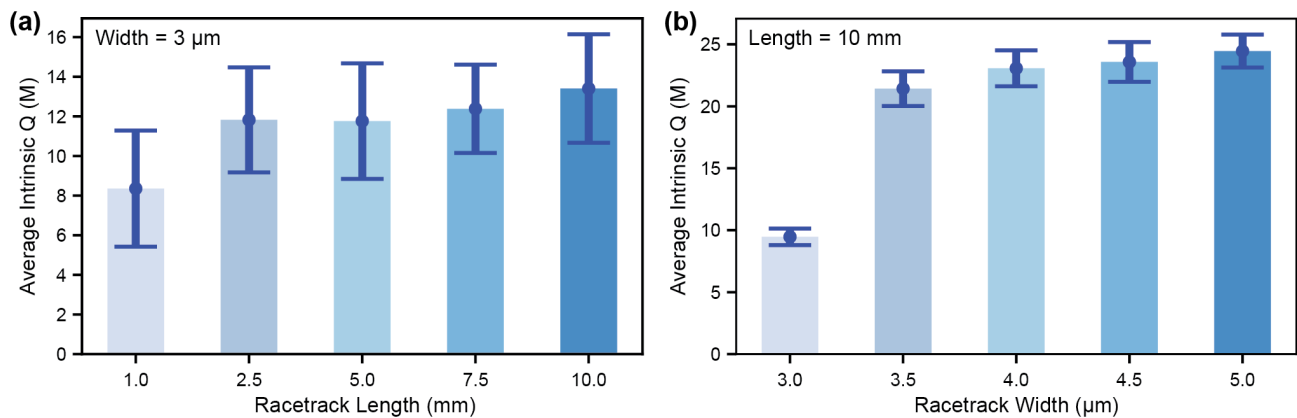 (a)
Width = 3 µm
Average Intrinsic Q (M)
16
14
12
10
8
6
4
2
0
1.0 2.5 5.0 7.5 10.0
Racetrack Length (mm)
(b)
Length = 10 mm
Average Intrinsic Q (M)
25
20
15
10
5
0
3.0 3.5 4.0 4.5 5.0
Racetrack Width (µm)